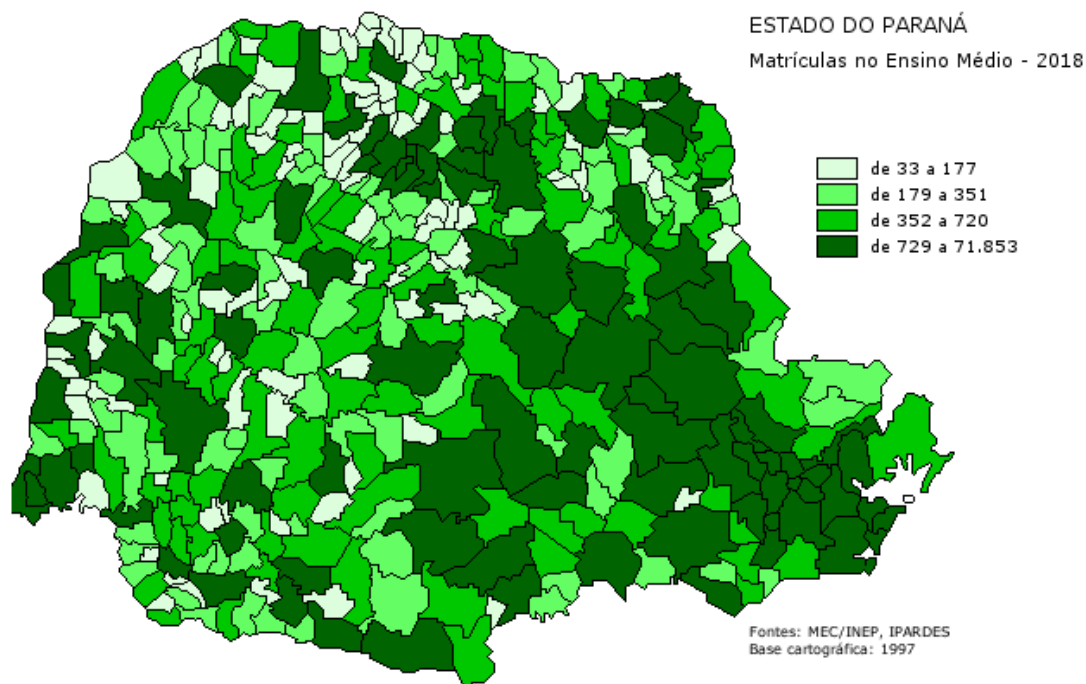 ESTADO DO PARANÁ
Matrículas no Ensino Médio - 2018
de 33 a 177
de 179 a 351
de 352 a 720
de 729 a 71.853
Fontes: MEC/INEP, IPARDES
Base cartográfica: 1997